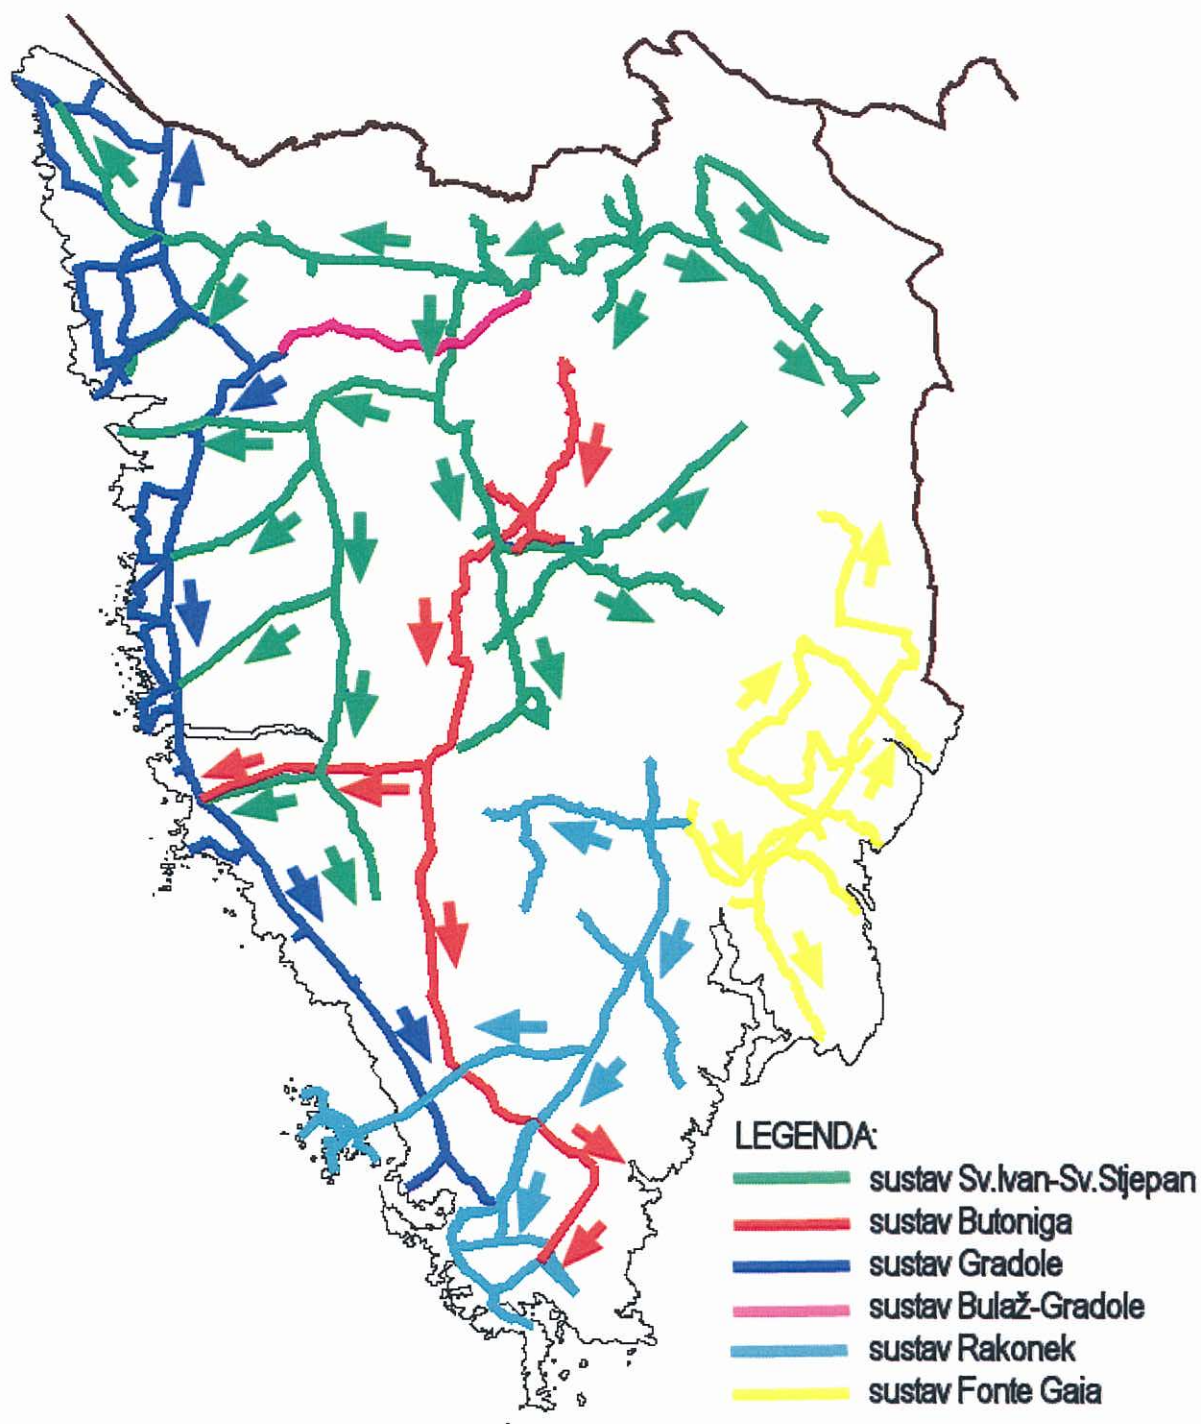 LEGENDA:
sustav Sv.Ivan-Sv.Stjepan
sustav Butoniga
sustav Gradole
sustav Bulaž-Gradole
sustav Rakonek
sustav Fonte Gaia